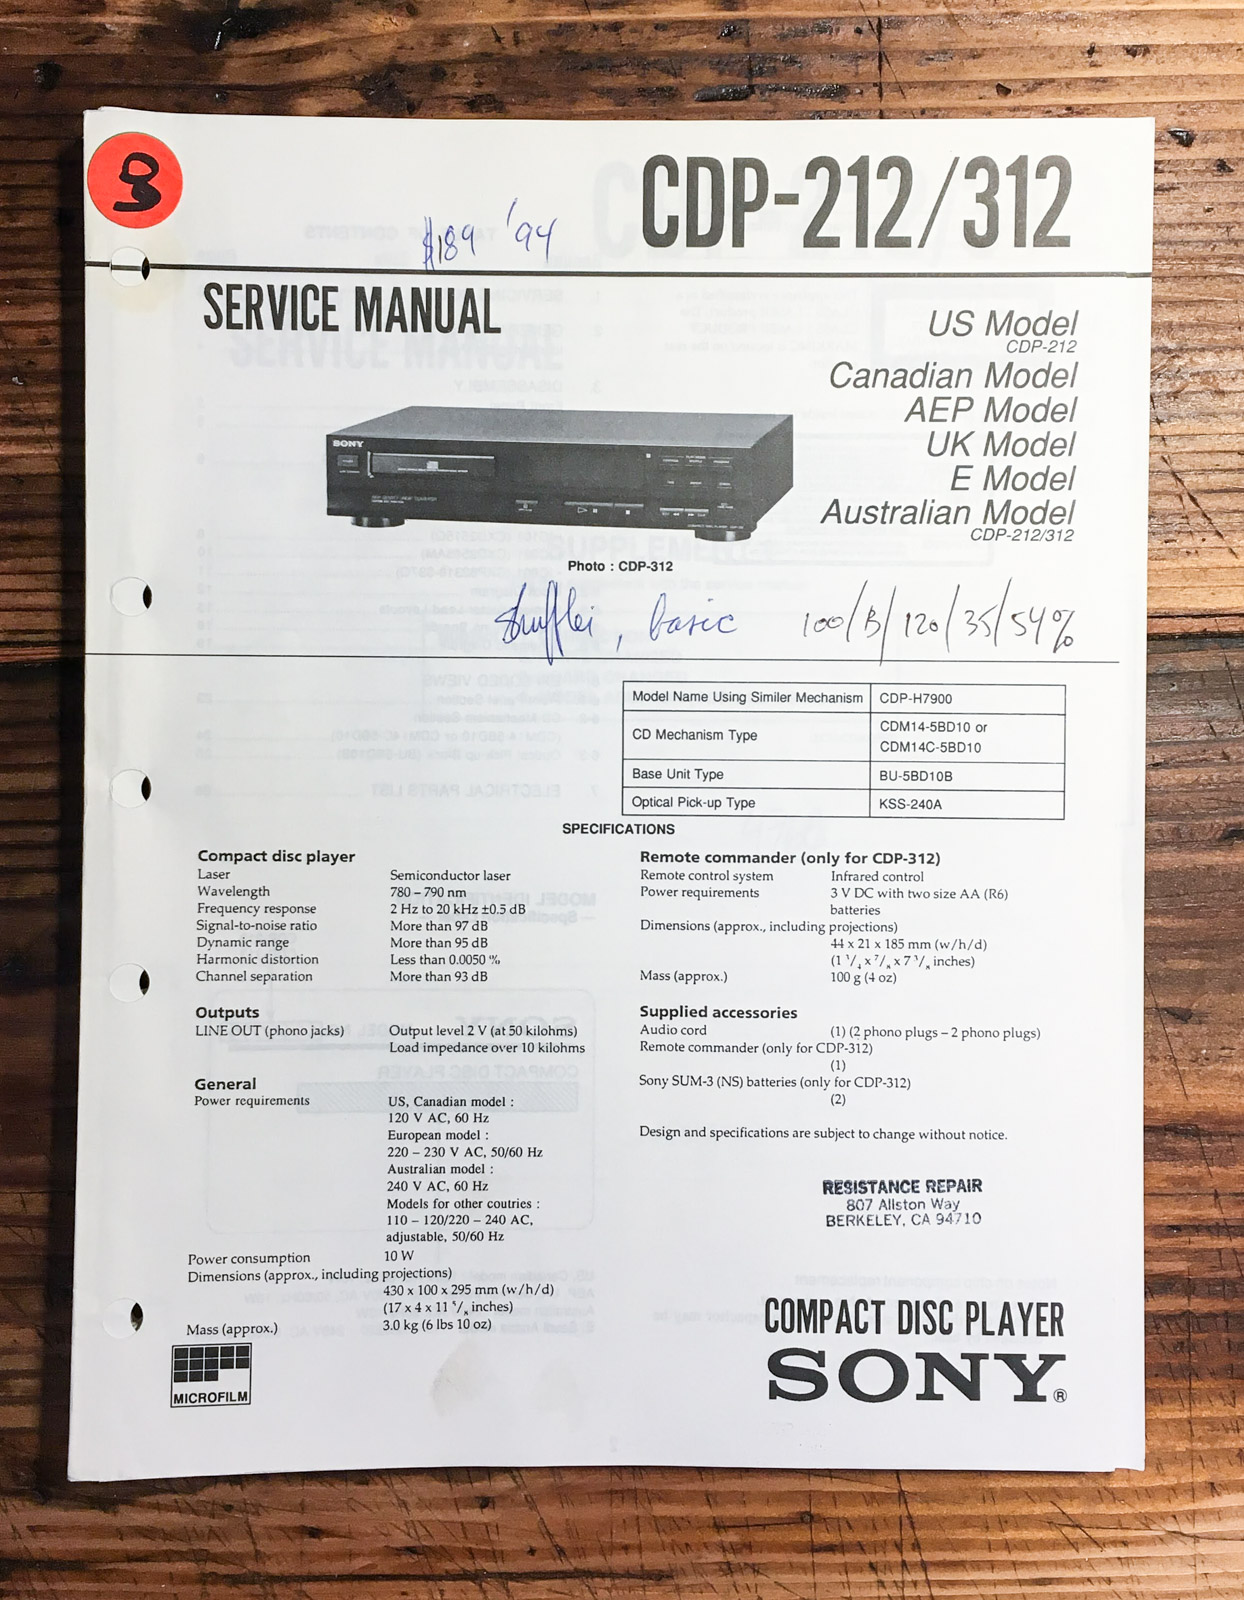 3
CDP-212/312
$189 '94
SERVICE MANUAL
US Model
CDP-212
Canadian Model
AEP Model
UK Model
E Model
Australian Model
CDP-212/312
SONY
Photo : CDP-312
basic 100/B/120/35/54%
Model Name Using Similer Mechanism CDP-H7900
CD Mechanism Type CDM14-5BD10 or
CDM14C-5BD10
Base Unit Type BU-5BD10B
Optical Pick-up Type KSS-240A
SPECIFICATIONS
Compact disc player
Laser Semiconductor laser
Wavelength 780 – 790 nm
Frequency response 2 Hz to 20 kHz ±0.5 dB
Signal-to-noise ratio More than 97 dB
Dynamic range More than 95 dB
Harmonic distortion Less than 0.0050 %
Channel separation More than 93 dB
Outputs
LINE OUT (phono jacks) Output level 2 V (at 50 kilohms)
Load impedance over 10 kilohms
General
Power requirements US, Canadian model :
120 V AC, 60 Hz
European model :
220 – 230 V AC, 50/60 Hz
Australian model :
240 V AC, 60 Hz
Models for other coutries :
110 – 120/220 – 240 AC,
adjustable, 50/60 Hz
Power consumption 10 W
Dimensions (approx., including projections)
430 x 100 x 295 mm (w/h/d)
(17 x 4 x 11 5/8 inches)
Mass (approx.) 3.0 kg (6 lbs 10 oz)
MICROFILM
Remote commander (only for CDP-312)
Remote control system Infrared control
Power requirements 3 V DC with two size AA (R6)
batteries
Dimensions (approx., including projections)
44 x 21 x 185 mm (w/h/d)
(1 3/4 x 7/8 x 7 3/8 inches)
Mass (approx.) 100 g (4 oz)
Supplied accessories
Audio cord (1) (2 phono plugs – 2 phono plugs)
Remote commander (only for CDP-312)
(1)
Sony SUM-3 (NS) batteries (only for CDP-312)
(2)
Design and specifications are subject to change without notice.
RESISTANCE REPAIR
807 Allston Way
BERKELEY, CA 94710
COMPACT DISC PLAYER
SONY®